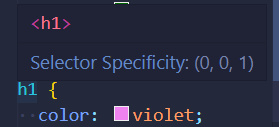 <h1>
Selector Specificity: (0, 0, 1)
h1 {
color: violet;